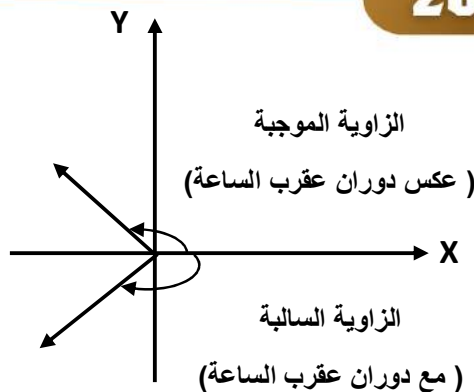 Y
الزاوية الموجبة
( عكس دوران عقرب الساعة)
X
الزاوية السالبة
( مع دوران عقرب الساعة)